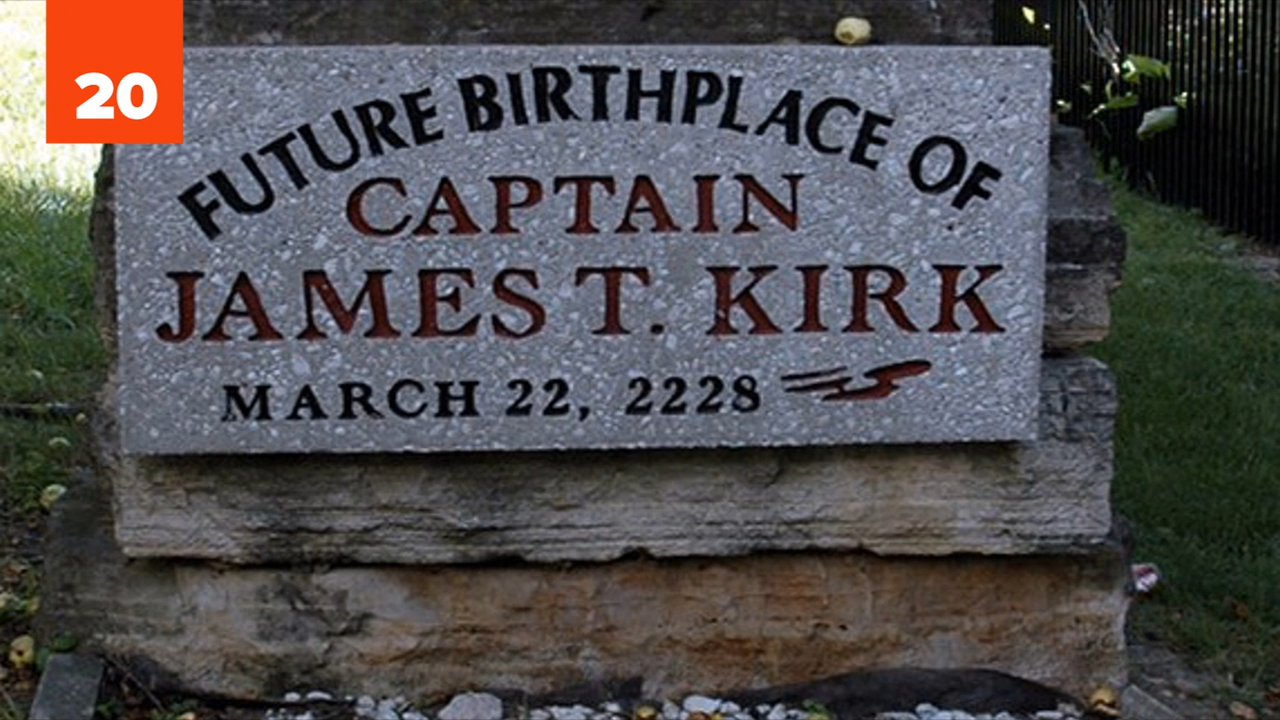 20
FUTURE BIRTHPLACE OF
CAPTAIN
JAMES T. KIRK
MARCH 22, 2228